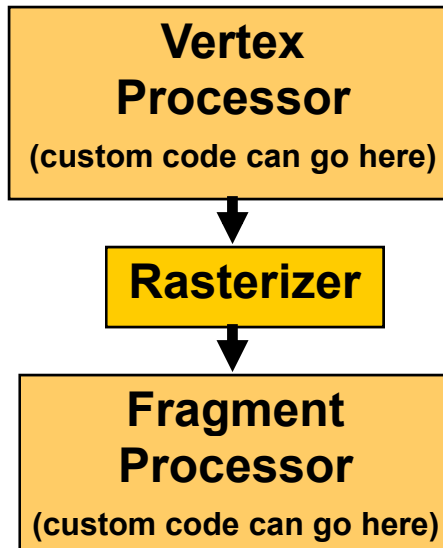 Vertex
Processor
(custom code can go here)
Rasterizer
Fragment
Processor
(custom code can go here)